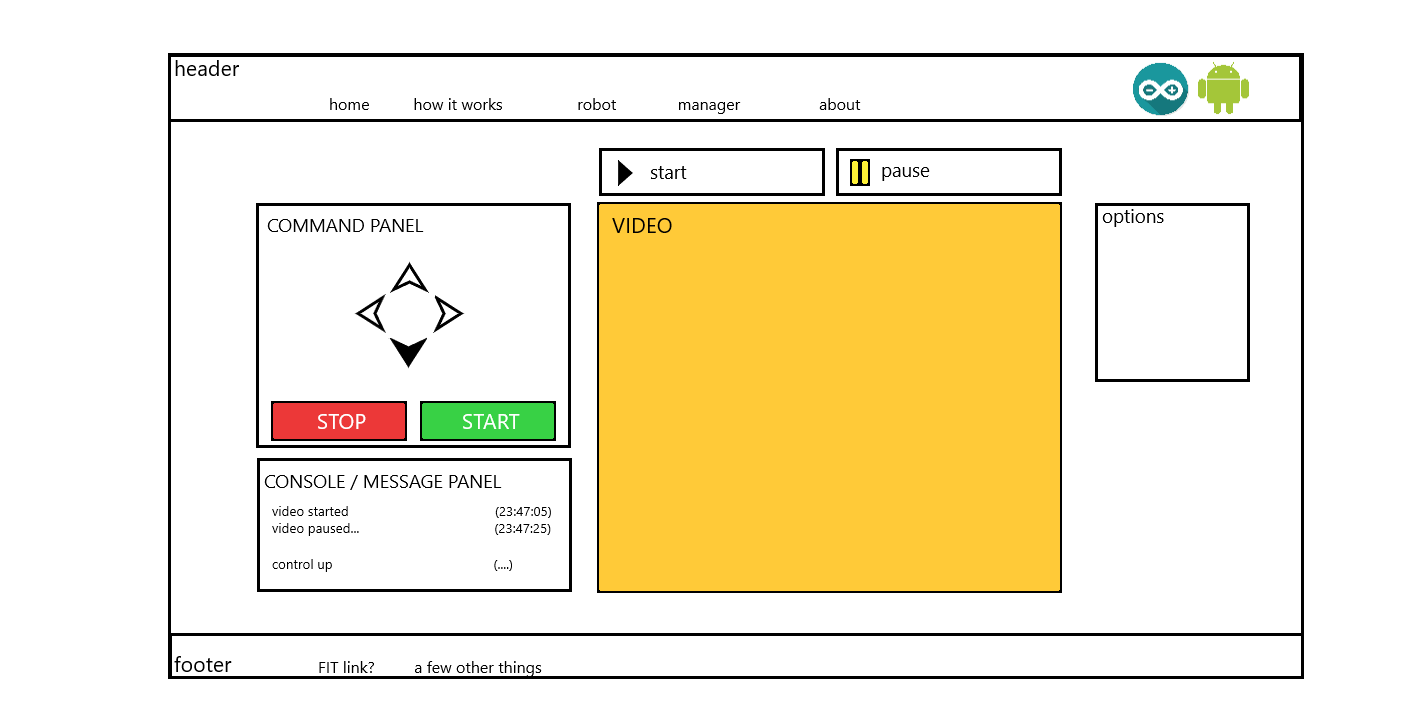 header
home how it works robot manager about
start
pause
COMMAND PANEL
STOP START
VIDEO
options
CONSOLE / MESSAGE PANEL
video started (23:47:05)
video paused... (23:47:25)
control up (....)
footer FIT link? a few other things